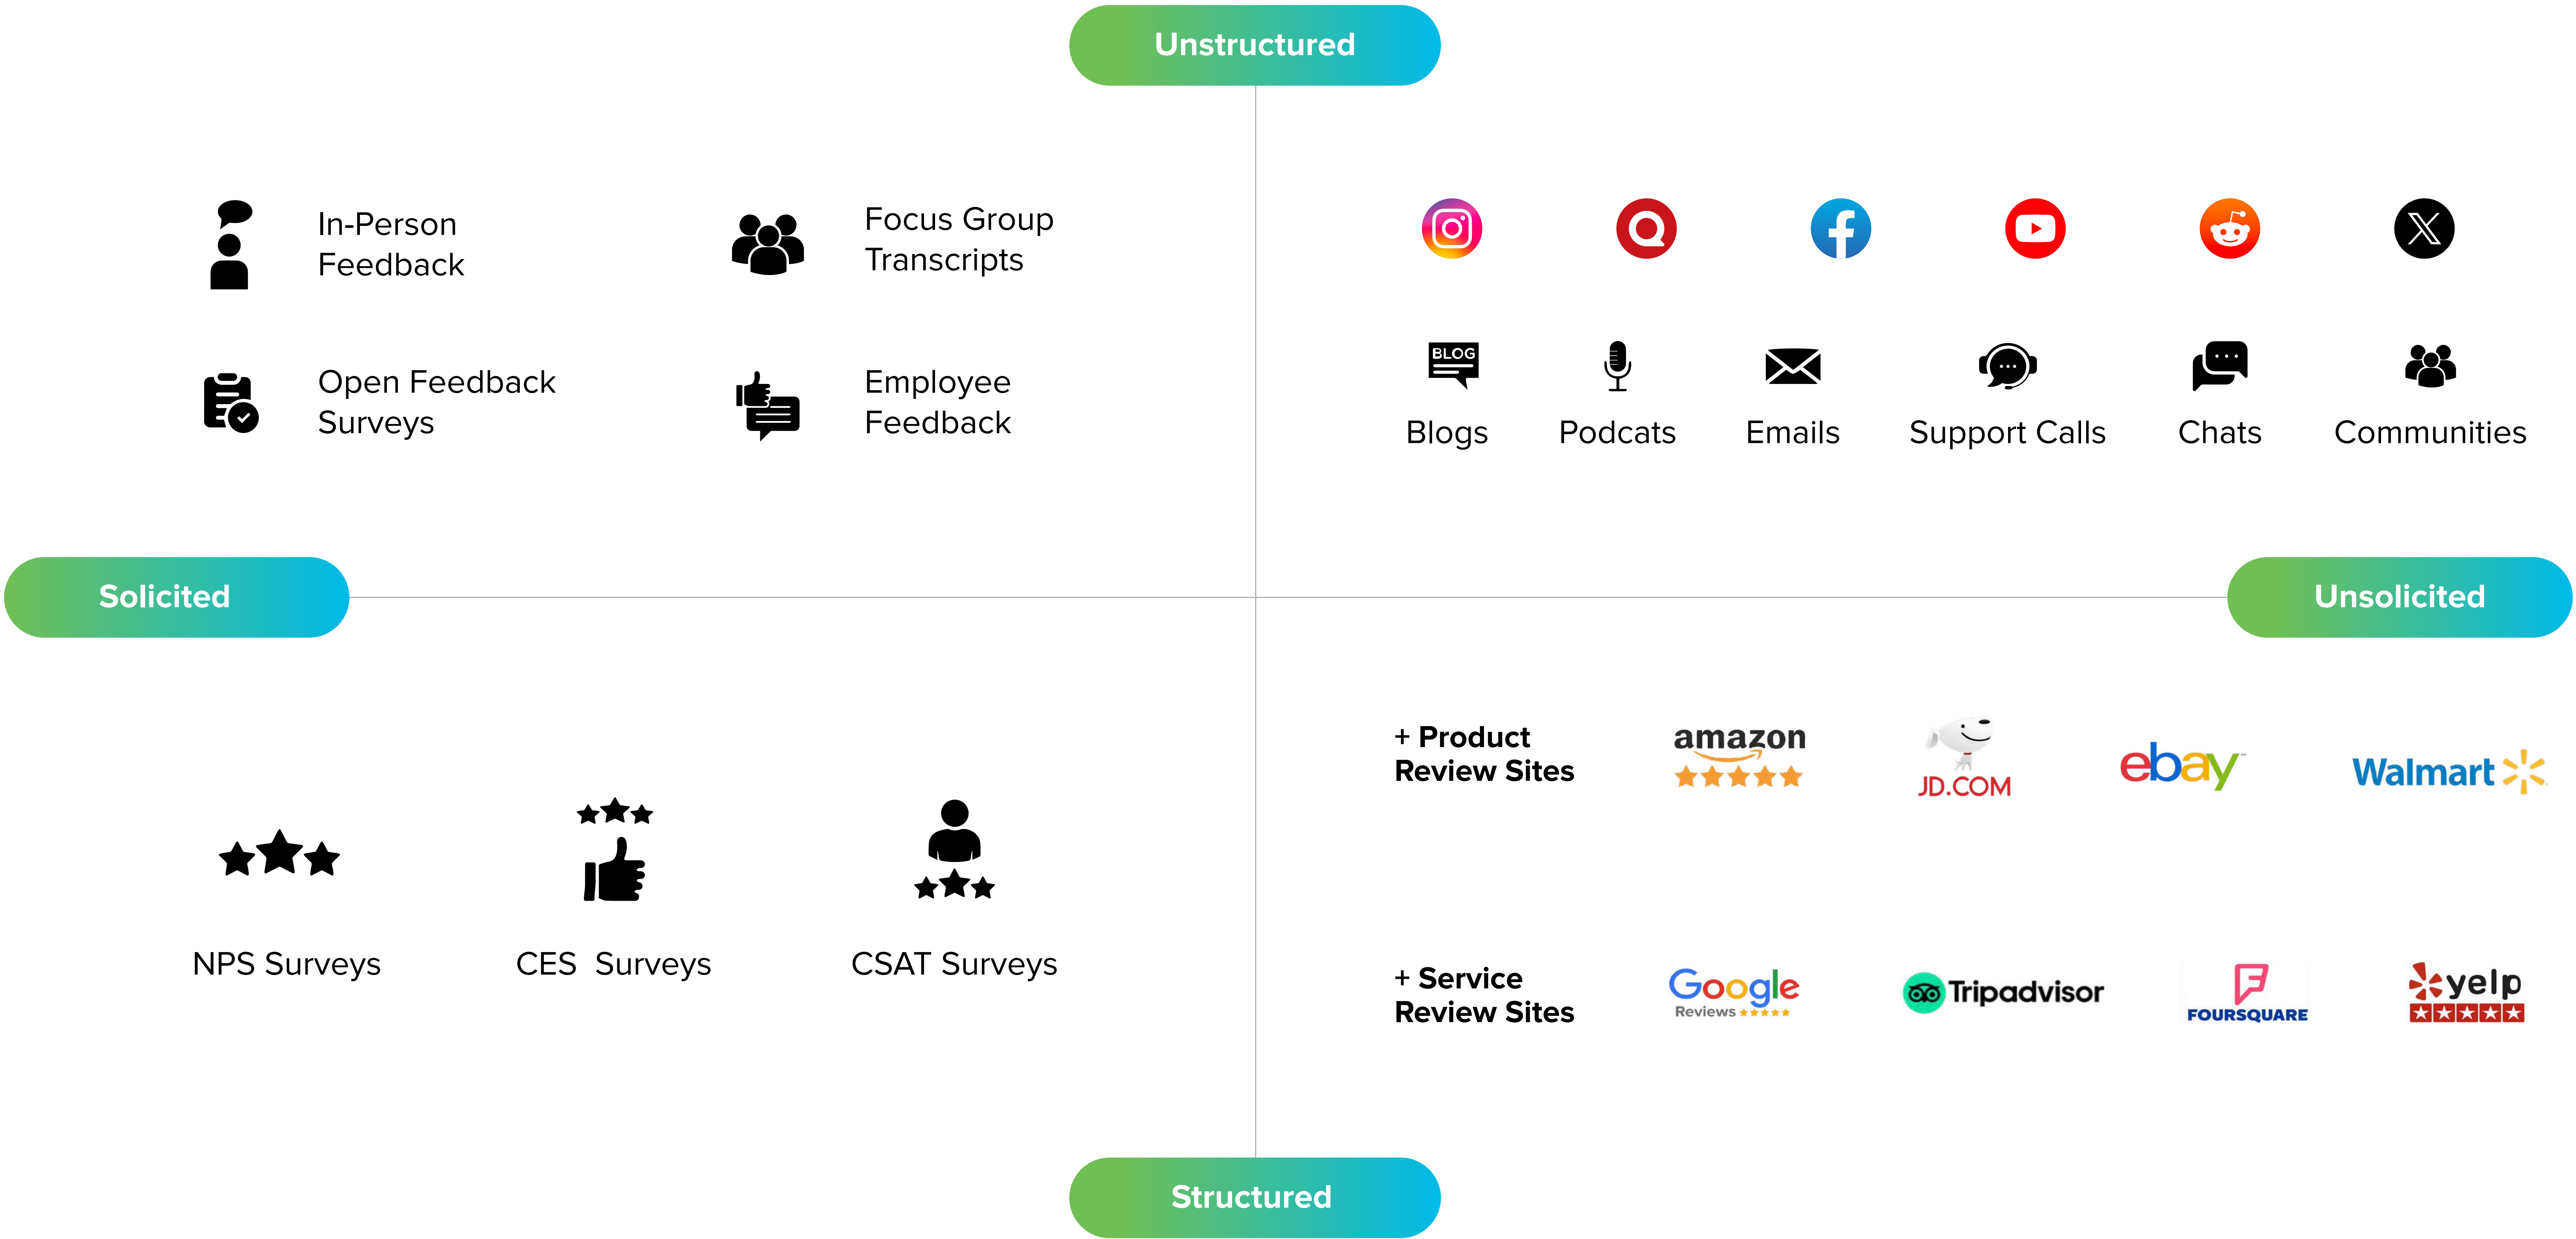 Unstructured
In-Person
Feedback
Focus Group
Transcripts
Open Feedback
Surveys
Employee
Feedback
BLOG
Blogs
Podcats
Emails
Support Calls
Chats
Communities
Solicited
Unsolicited
NPS Surveys
CES  Surveys
CSAT Surveys
+ Product
Review Sites
amazon
JD.COM
ebay™
Walmart
+ Service
Review Sites
Google
Reviews
Tripadvisor
FOURSQUARE
yelp
Structured